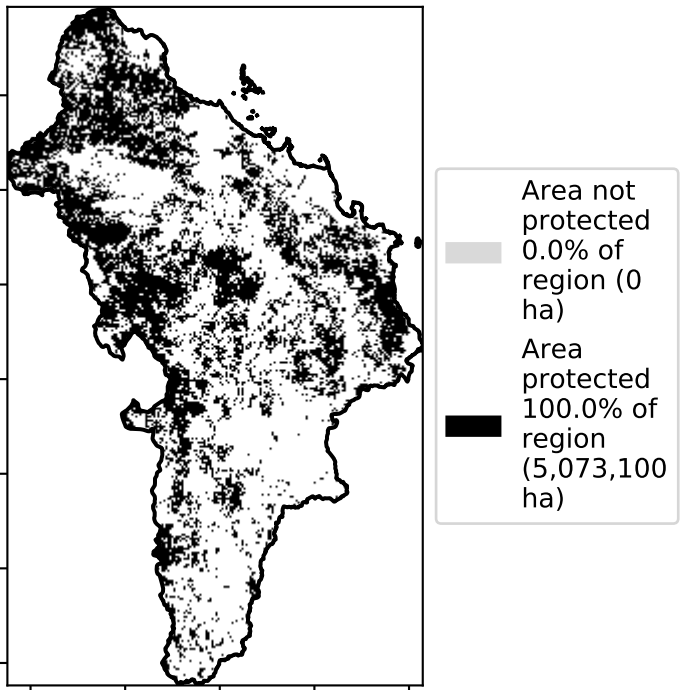 Area not
protected
0.0% of
region (0
ha)
Area
protected
100.0% of
region
(5,073,100
ha)